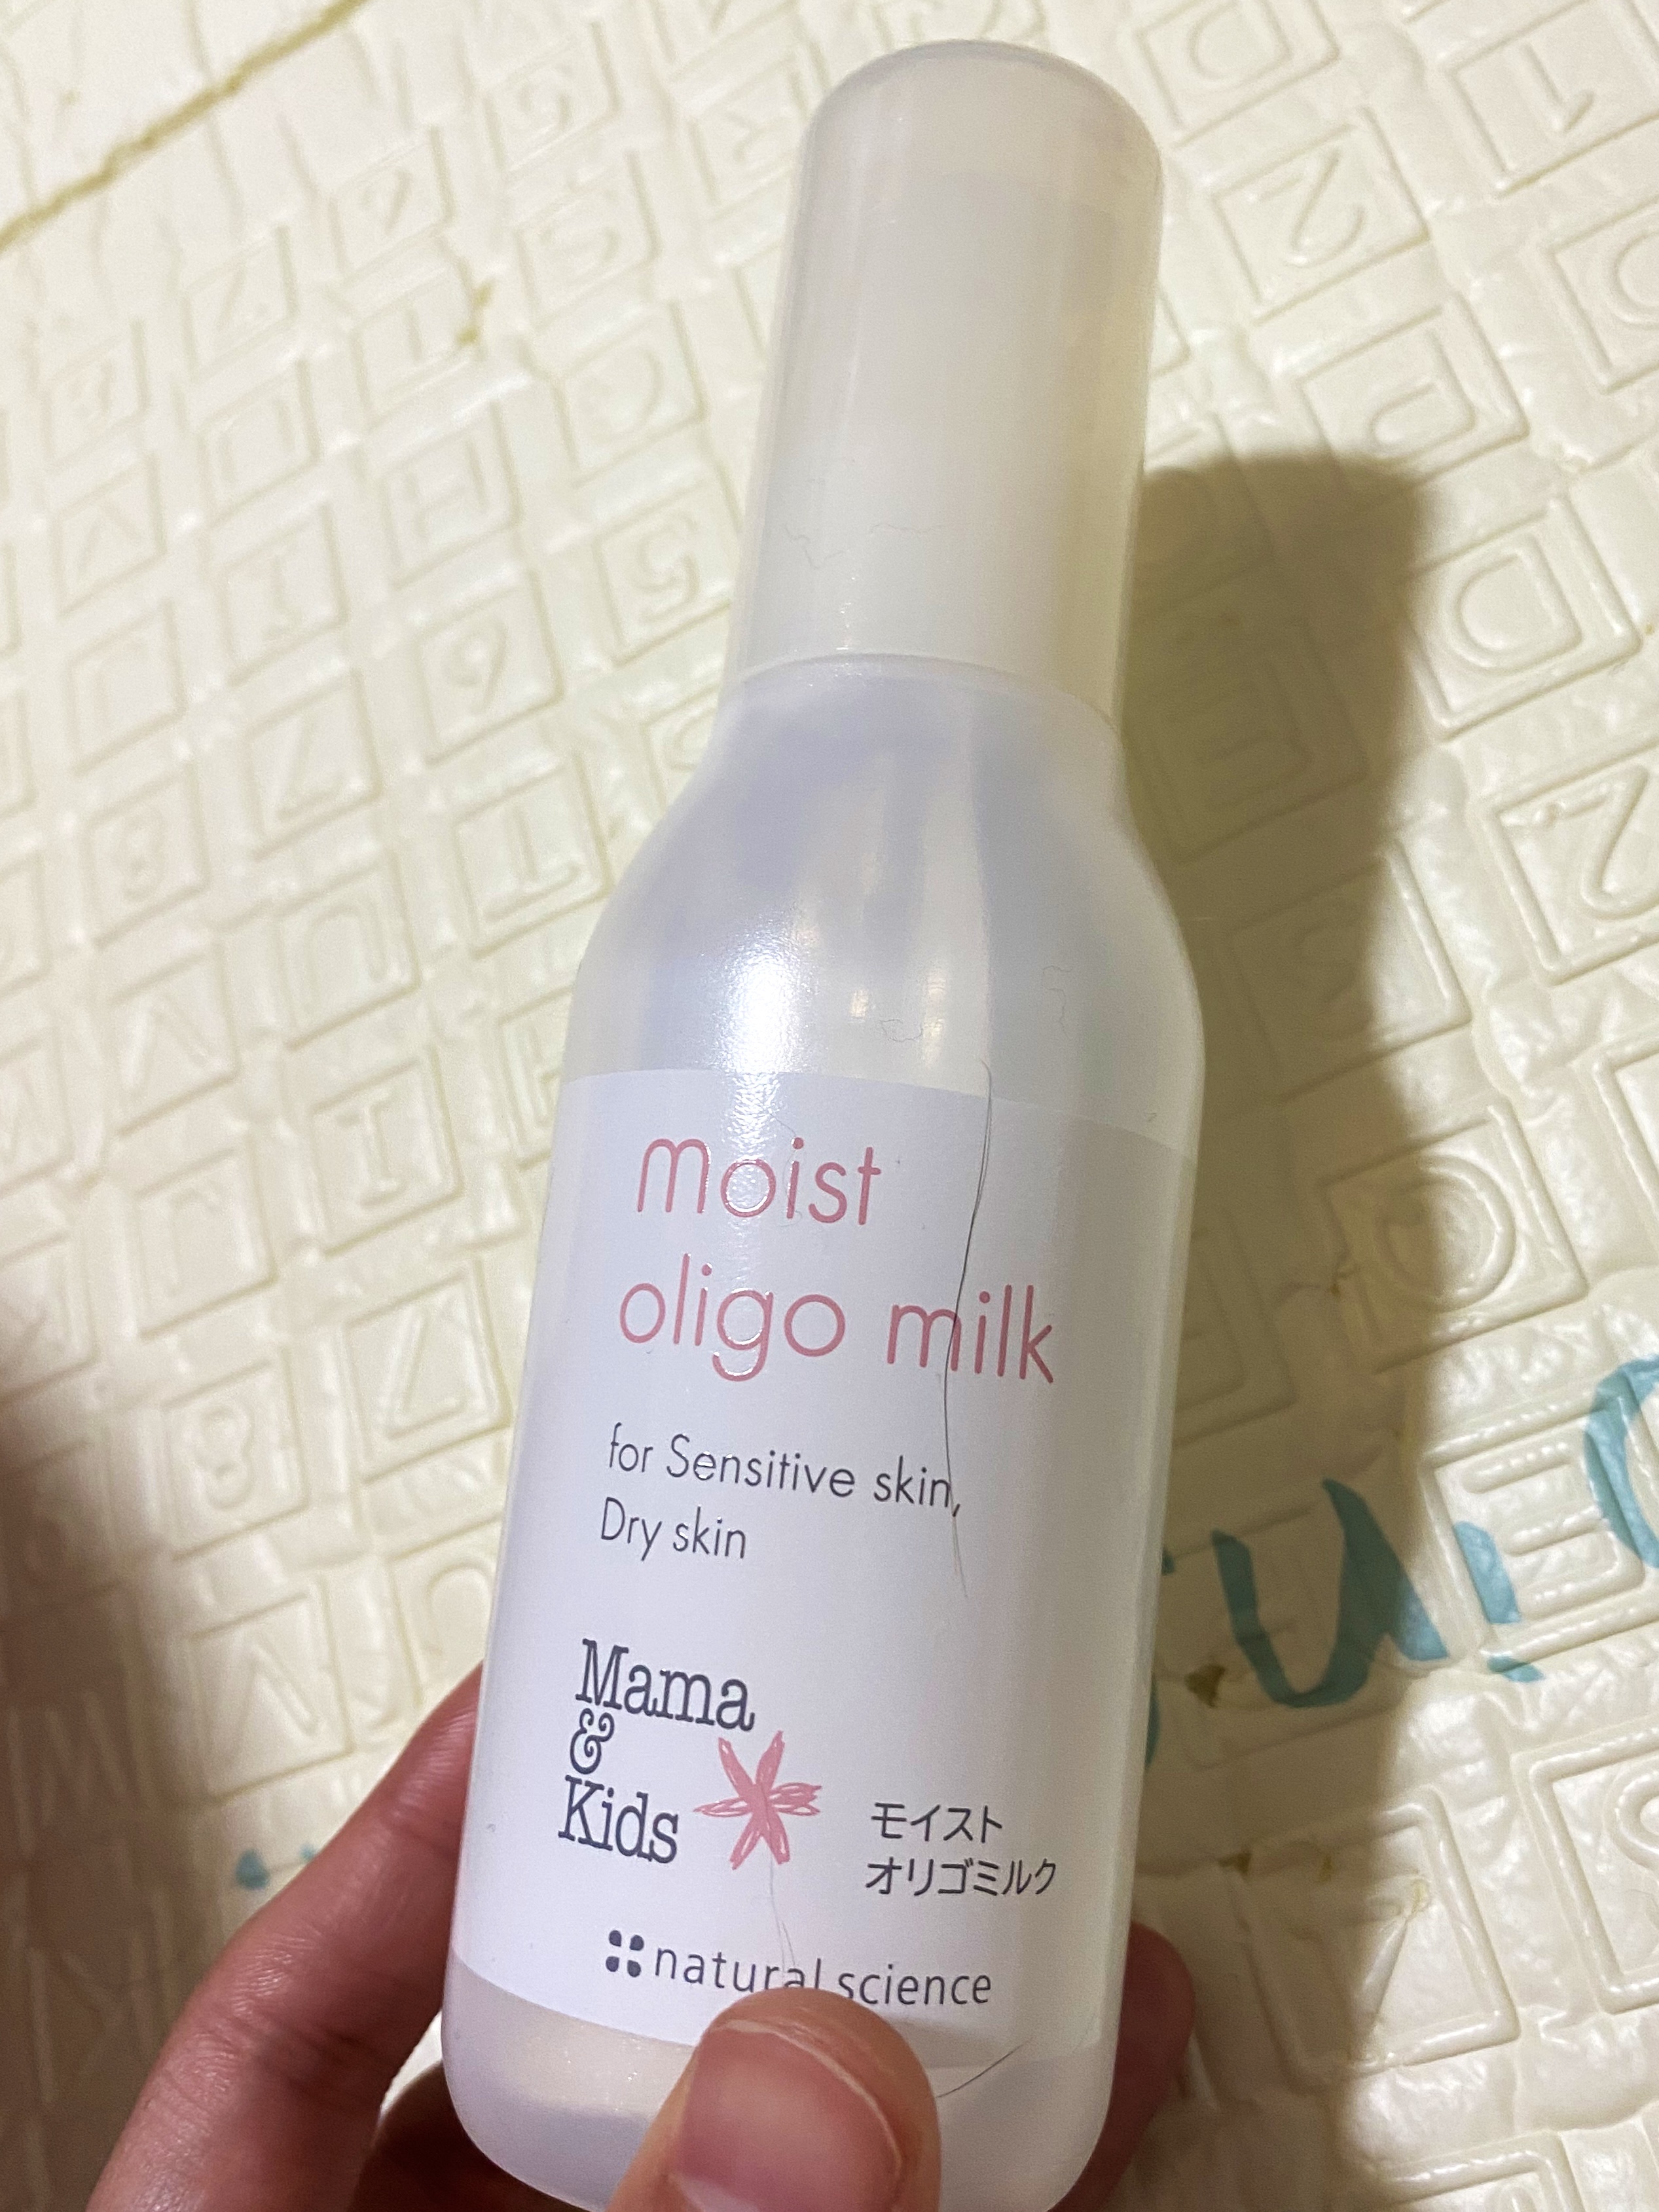 moist
oligo milk
for Sensitive skin,
Dry skin
Mama
&
Kids
モイスト
オリゴミルク
natural science